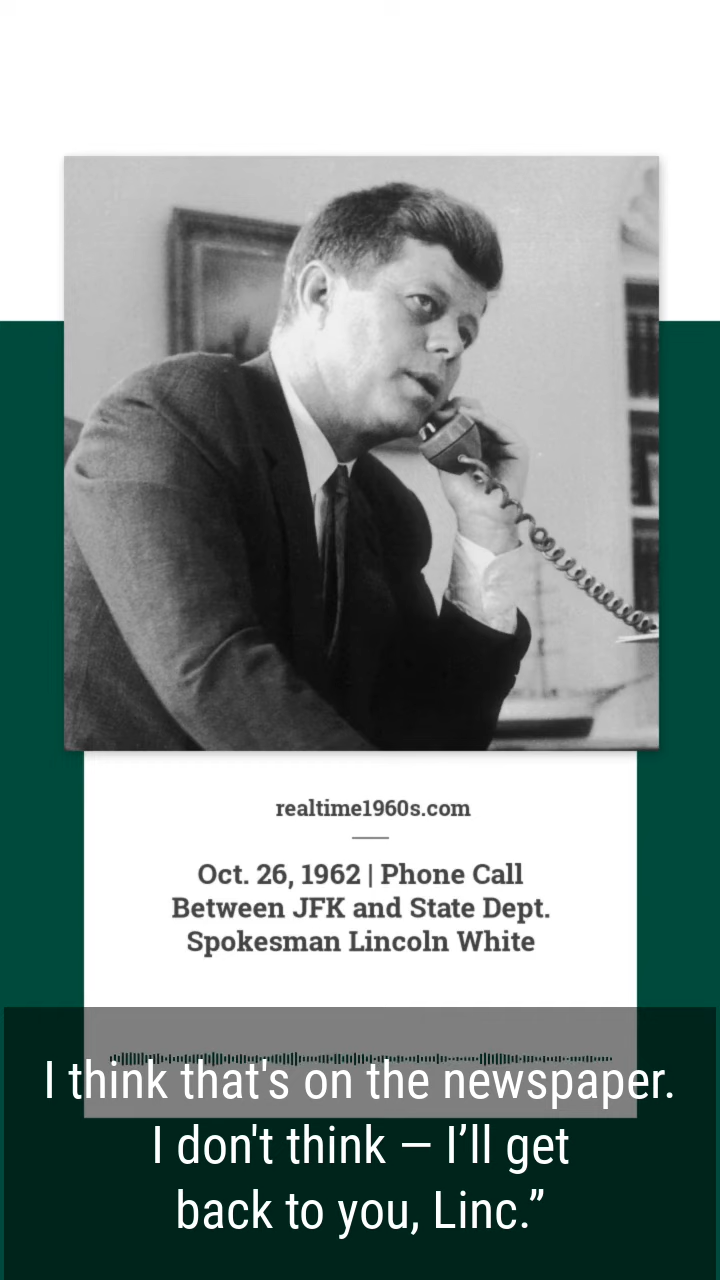 realtime1960s.com
Oct. 26, 1962 | Phone Call
Between JFK and State Dept.
Spokesman Lincoln White
I think that's on the newspaper.
I don't think — I’ll get
back to you, Linc.”